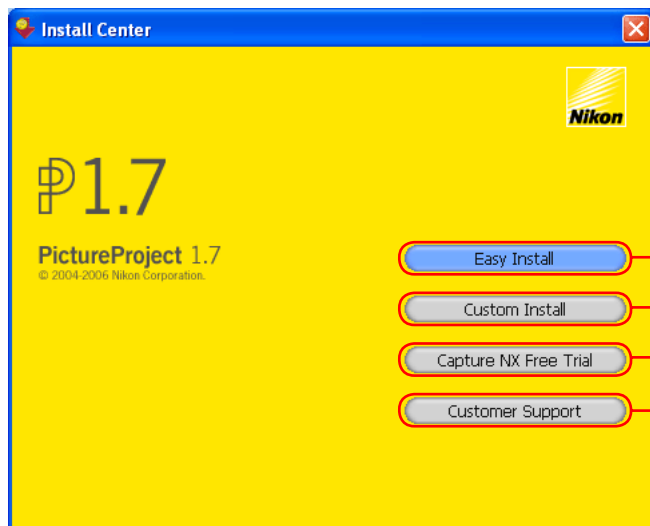 Install Center
Nikon
P1.7
PictureProject 1.7
© 2004-2006 Nikon Corporation.
Easy Install
Custom Install
Capture NX Free Trial
Customer Support